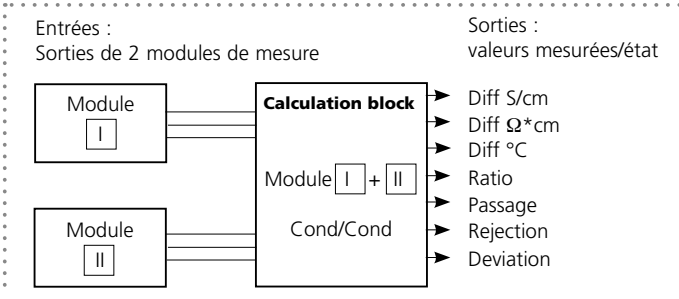 Entrées :
Sorties de 2 modules de mesure
Sorties :
valeurs mesurées/état
Module
I
Module
II
Calculation block
Module I + II
Cond/Cond
Diff S/cm
Diff Ω*cm
Diff °C
Ratio
Passage
Rejection
Deviation